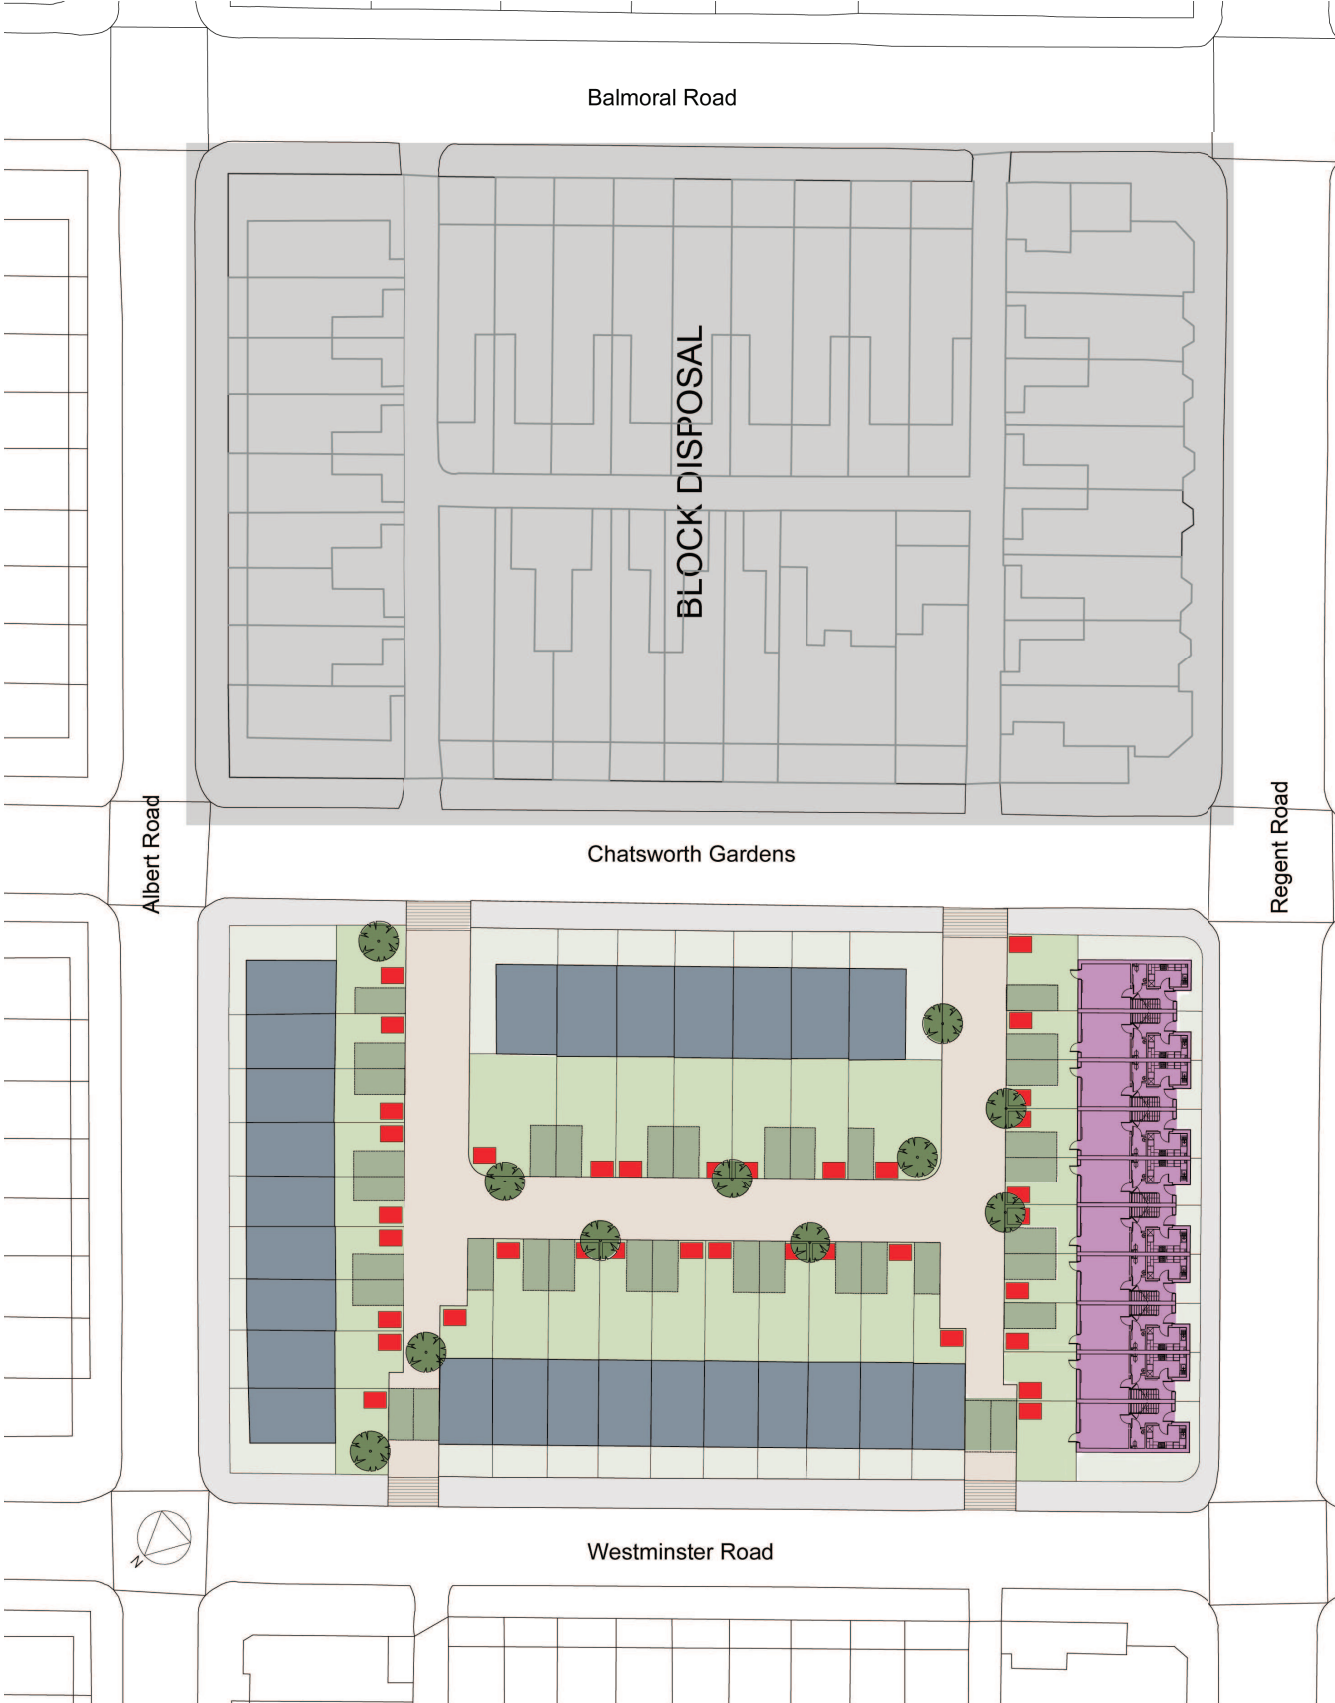 Balmoral Road
BLOCK DISPOSAL
Albert Road
Chatsworth Gardens
Regent Road
N
Westminster Road